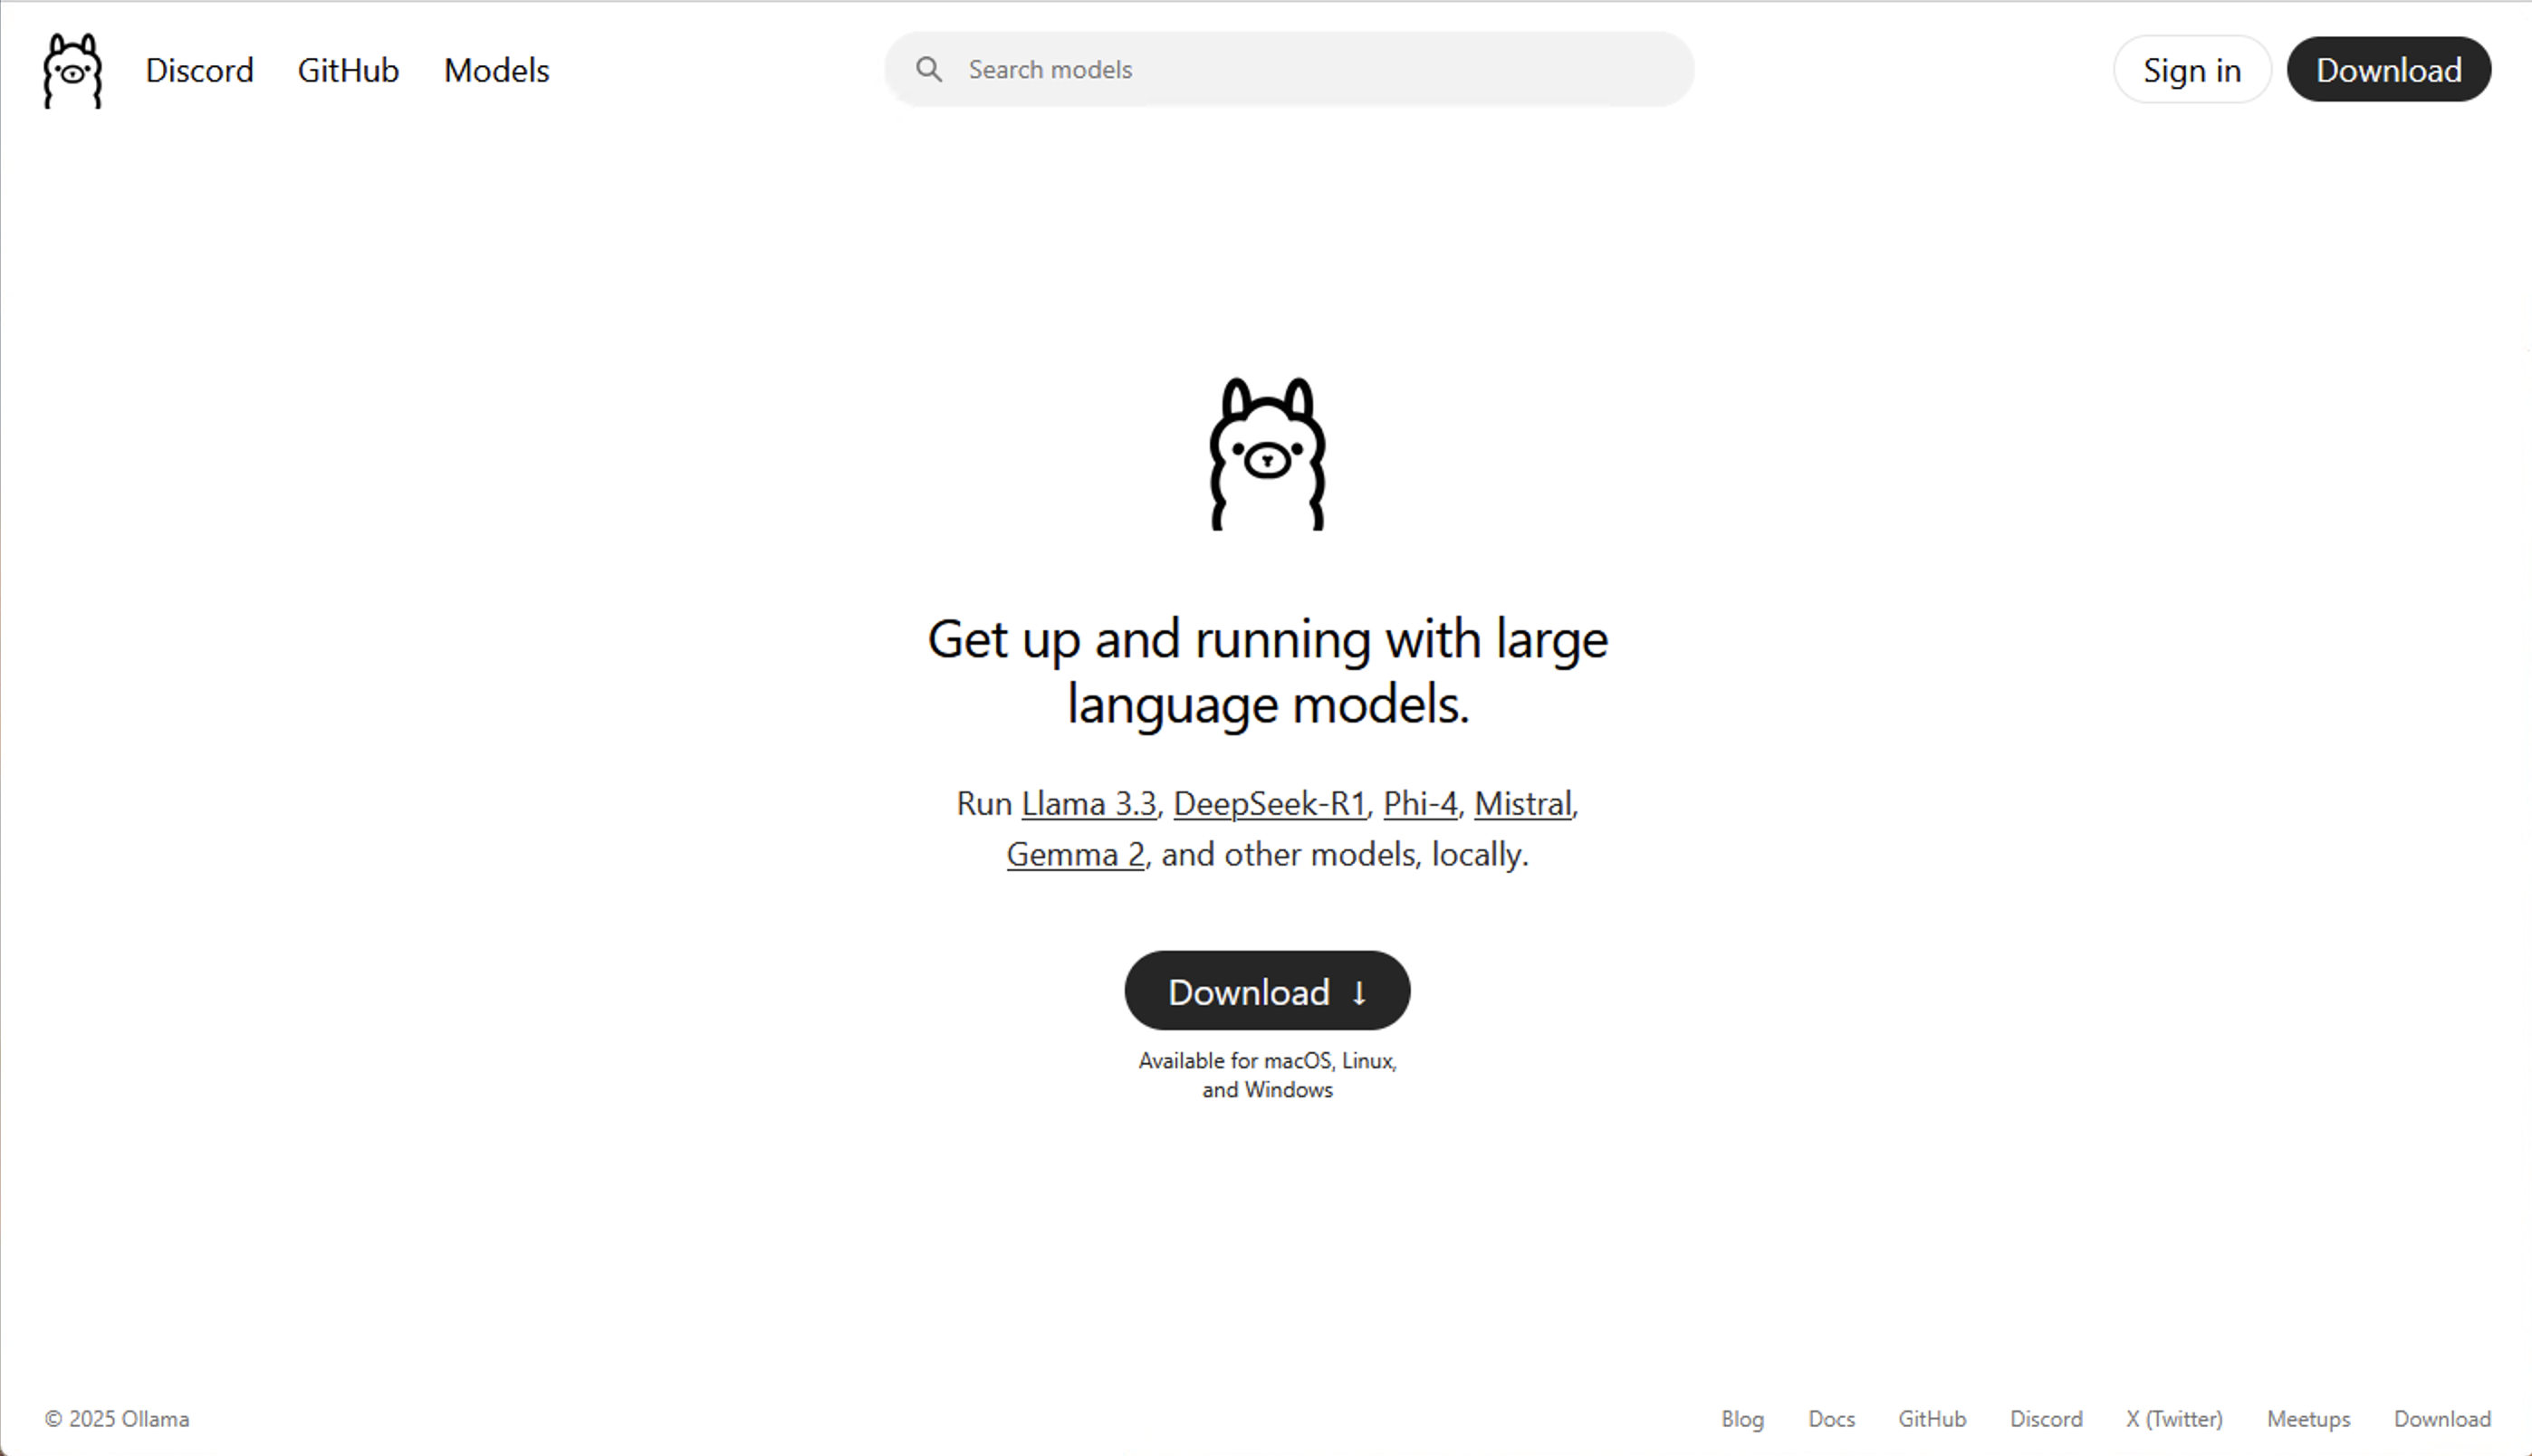 Discord GitHub Models Search models Sign in Download
Get up and running with large
language models.
Run Llama 3.3, DeepSeek-R1, Phi-4, Mistral,
Gemma 2, and other models, locally.
Download ↓
Available for macOS, Linux,
and Windows
© 2025 Ollama Blog Docs GitHub Discord X (Twitter) Meetups Download